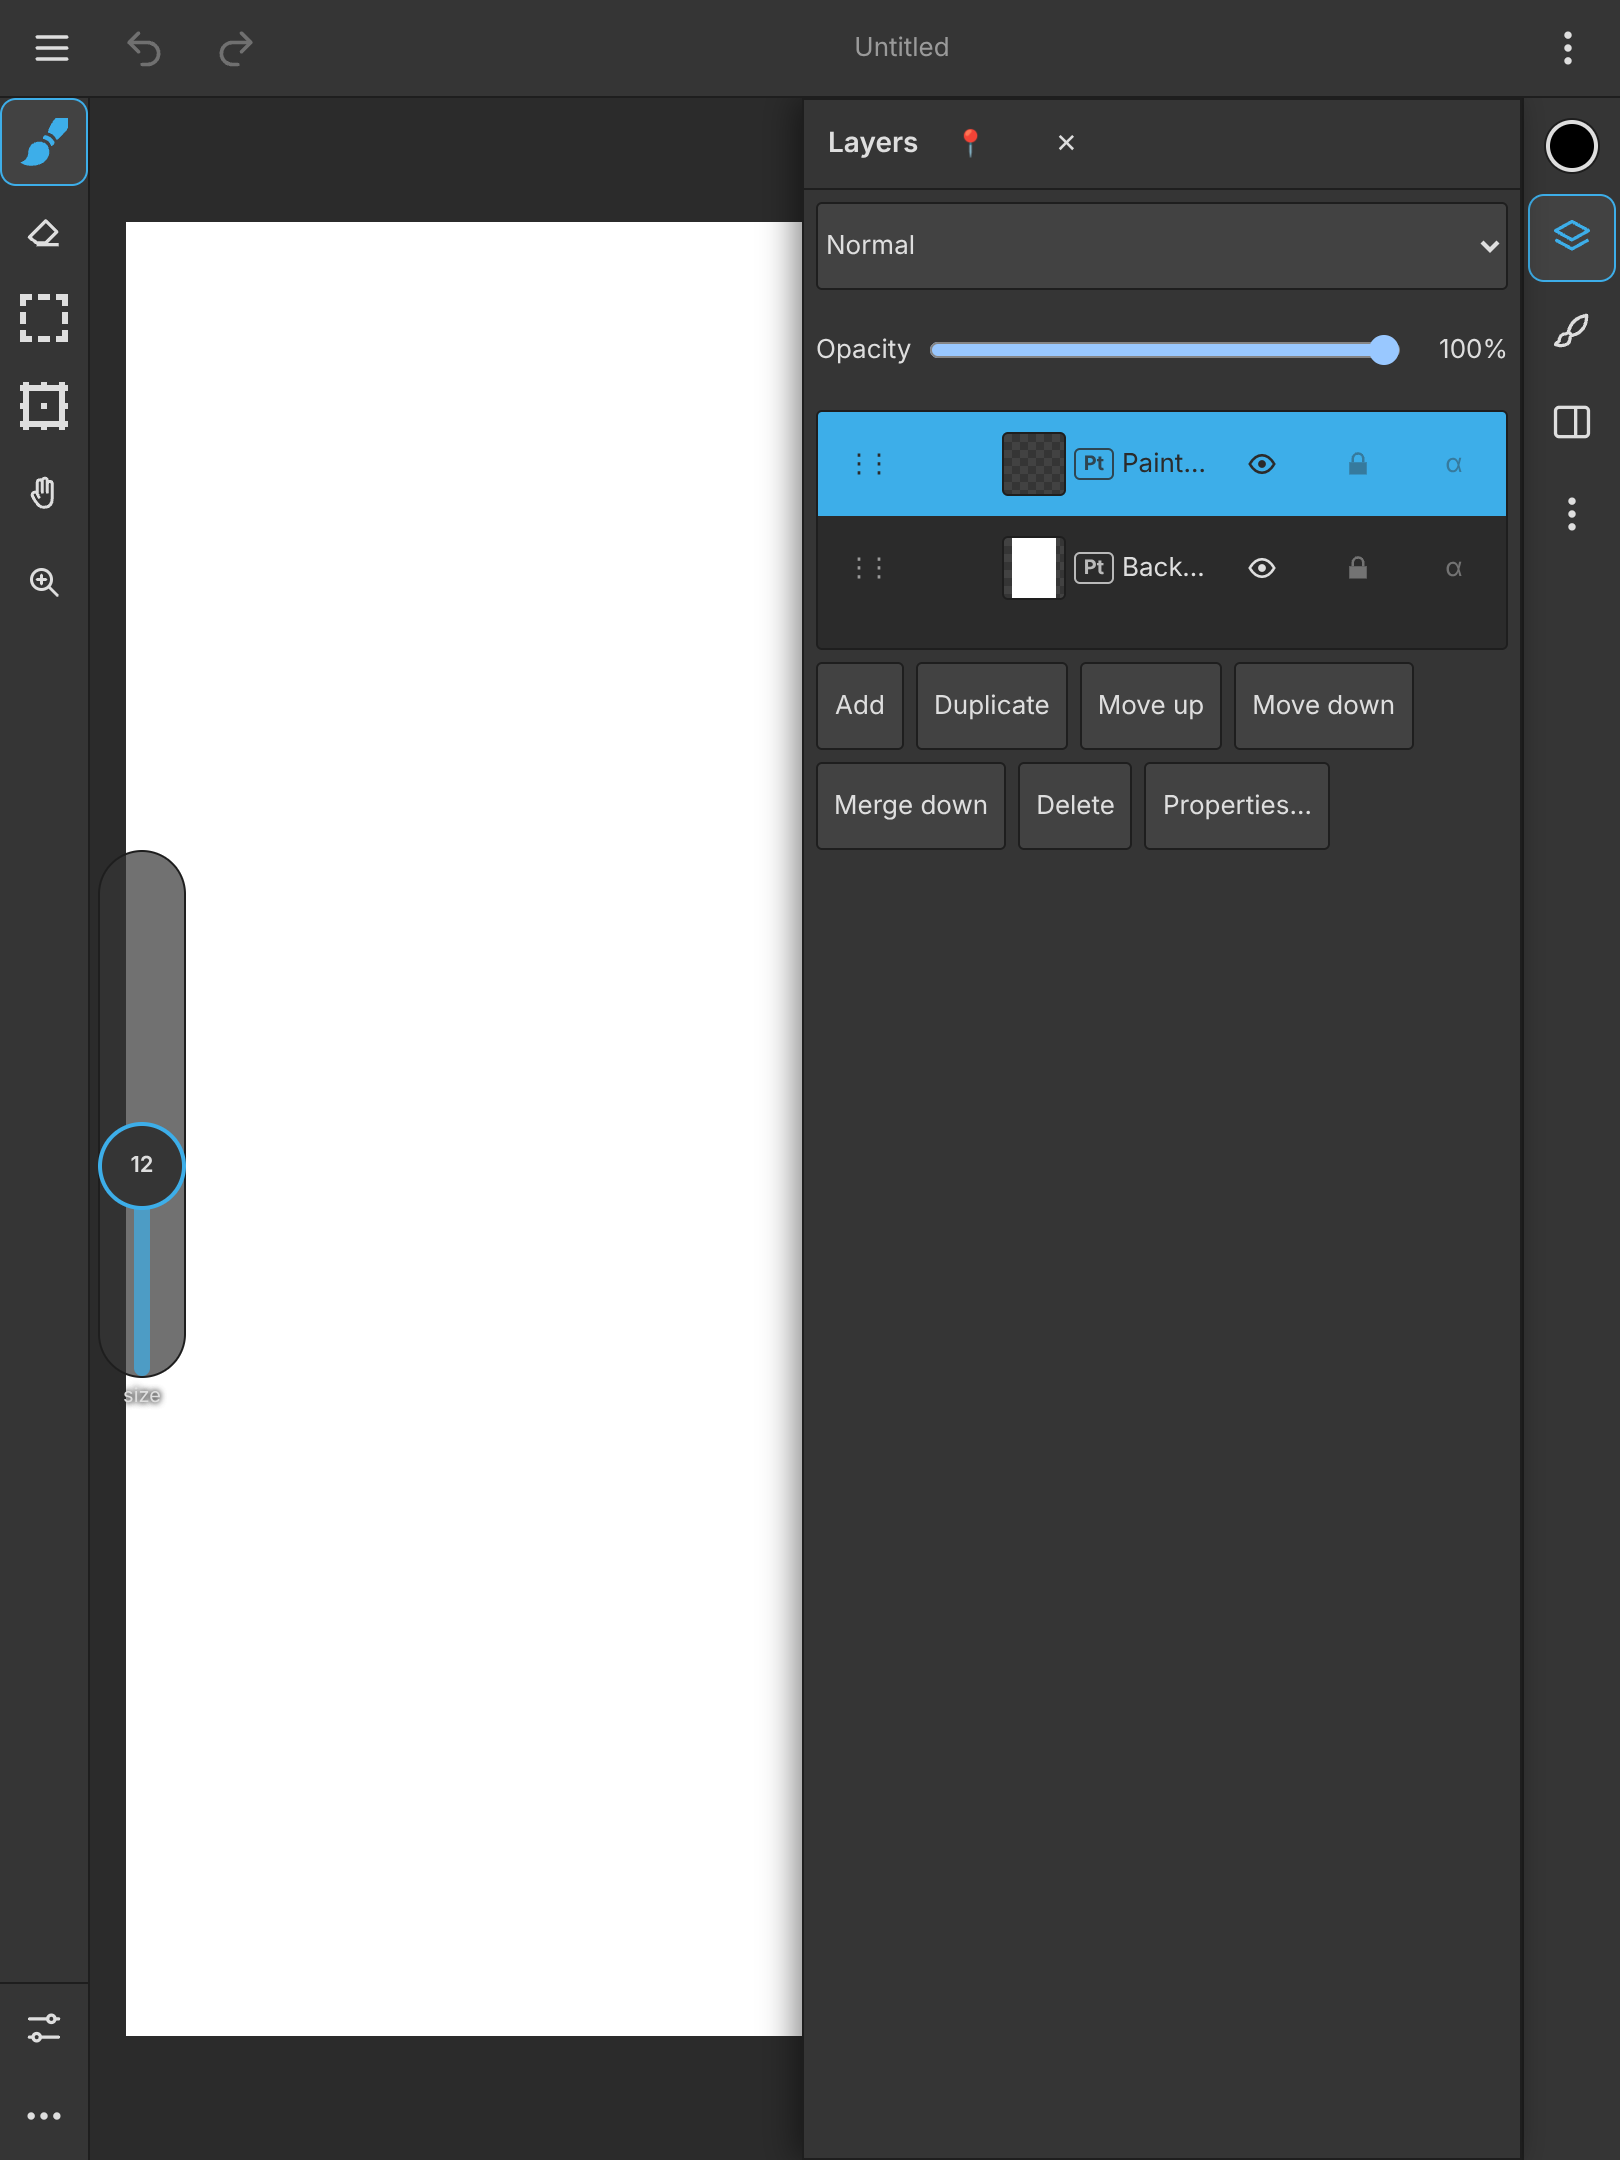 Untitled
Layers
Normal
Opacity 100%
Pt Paint... α
Pt Back... α
Add Duplicate Move up Move down
Merge down Delete Properties...
12
size